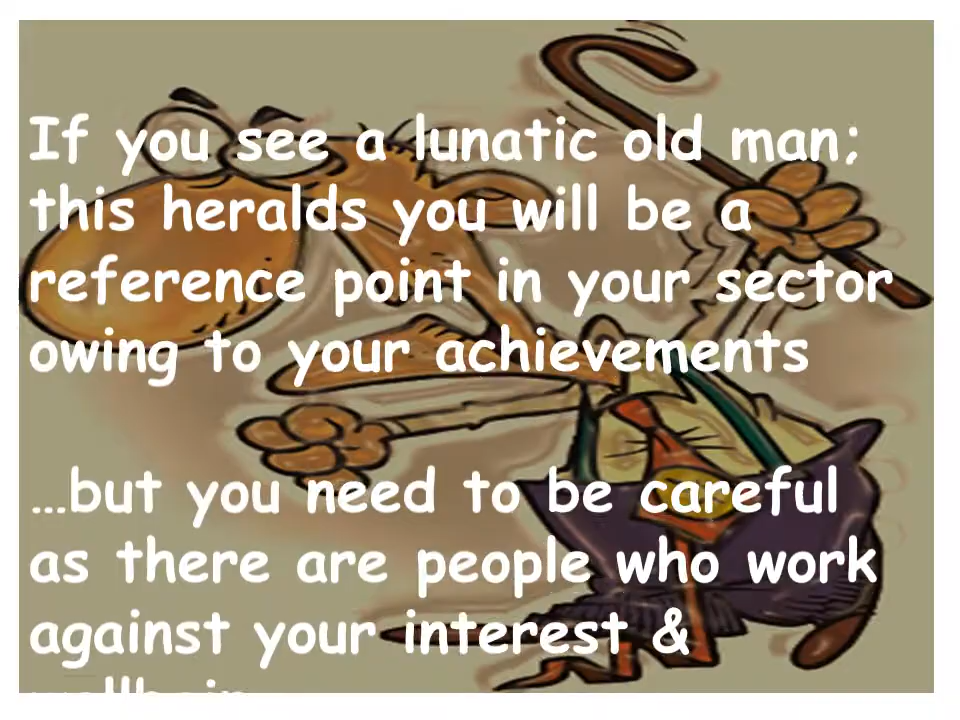 If you see a lunatic old man;
this heralds you will be a
reference point in your sector
owing to your achievements
…but you need to be careful
as there are people who work
against your interest &